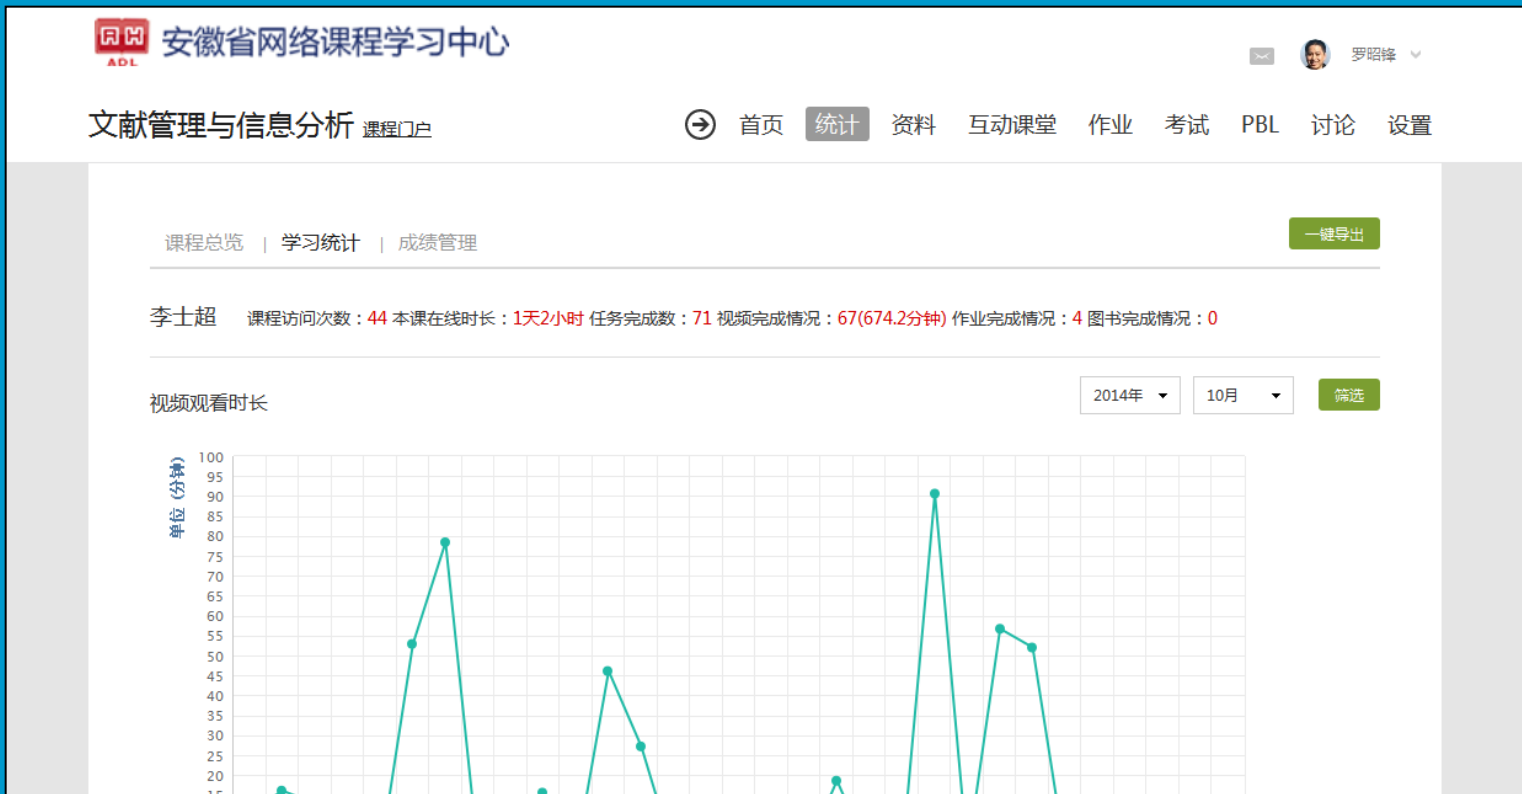 安徽省网络课程学习中心
ADL
罗昭锋
文献管理与信息分析 课程门户
首页 统计 资料 互动课堂 作业 考试 PBL 讨论 设置
课程总览 | 学习统计 | 成绩管理
一键导出
李士超 课程访问次数：44 本课在线时长：1天2小时 任务完成数：71 视频完成情况：67(674.2分钟) 作业完成情况：4 图书完成情况：0
视频观看时长
2014年 10月 筛选
单位（分钟）
100
95
90
85
80
75
70
65
60
55
50
45
40
35
30
25
20
15